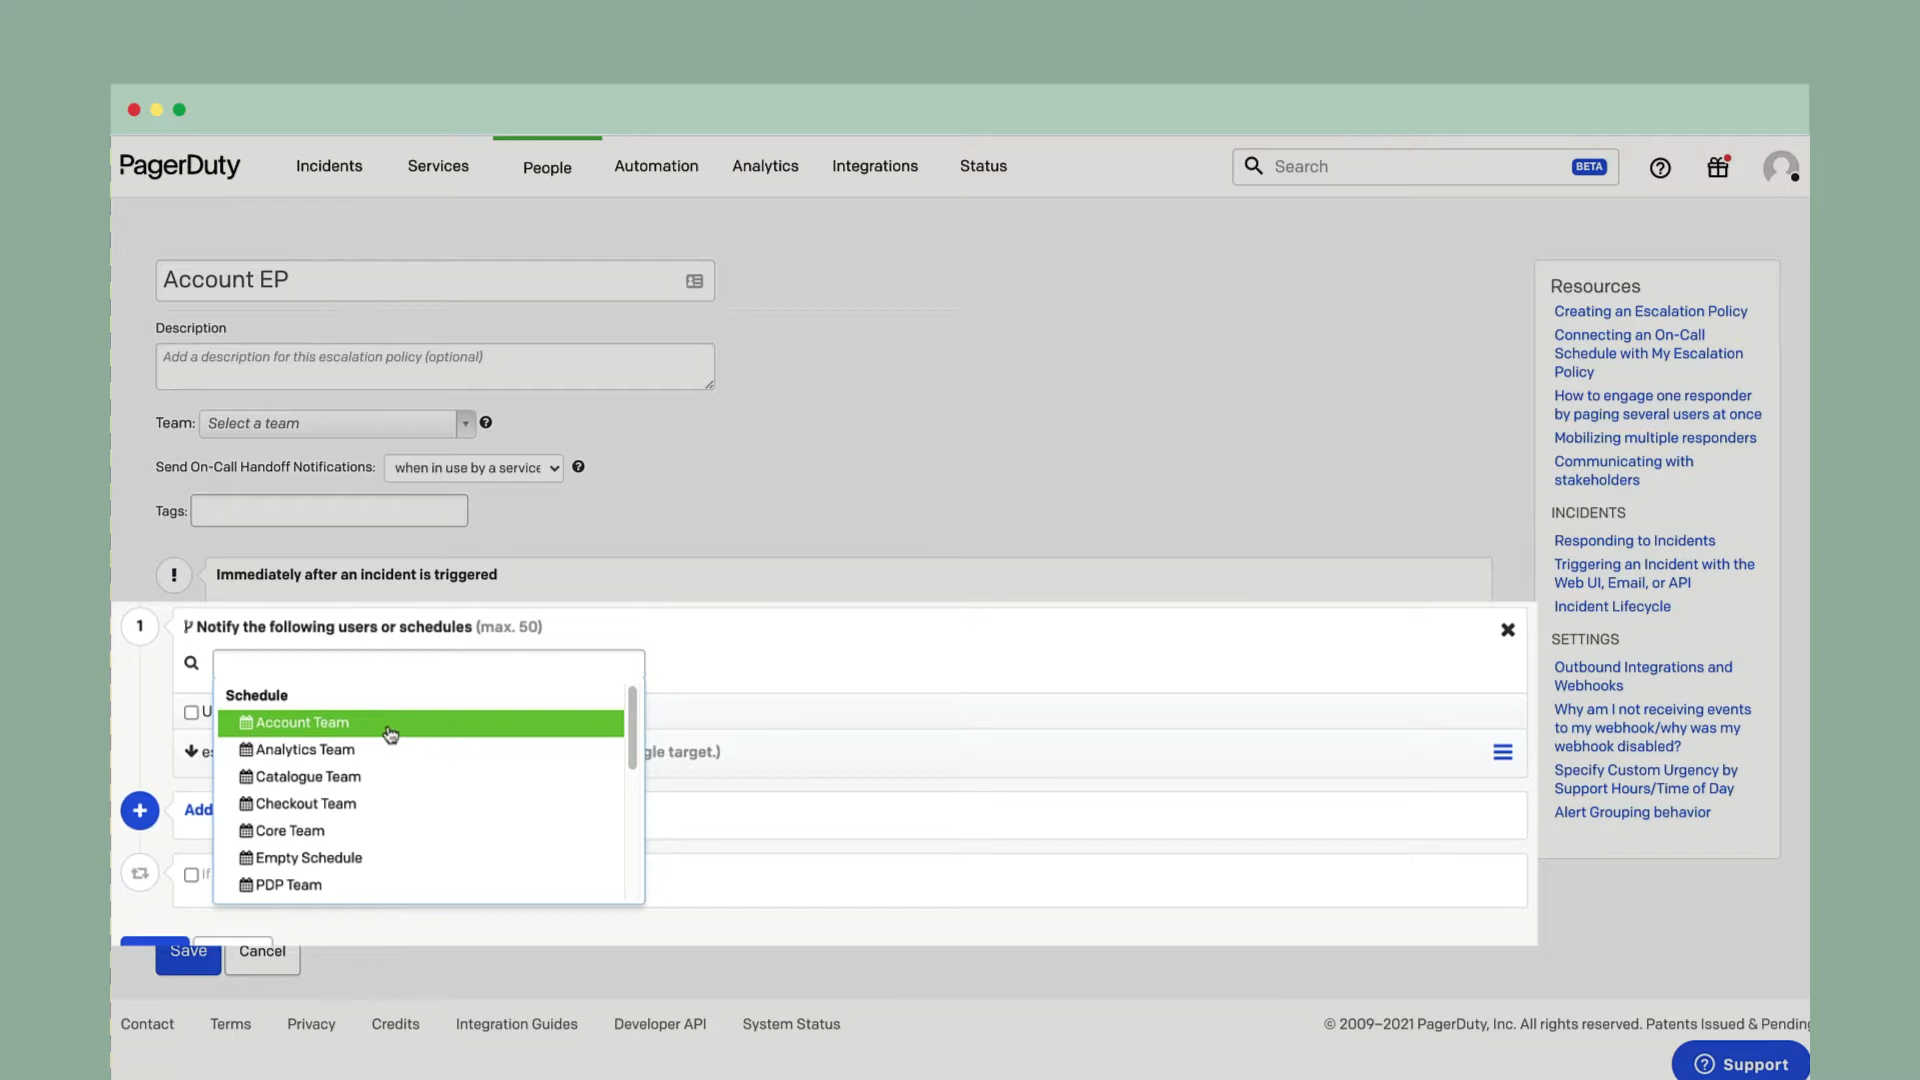 PagerDuty
Incidents
Services
People
Automation
Analytics
Integrations
Status
Search
BETA
Account EP
Description
Add a description for this escalation policy (optional)
Team:
Select a team
Send On-Call Handoff Notifications:
when in use by a service
Tags:
! Immediately after an incident is triggered
1
Notify the following users or schedules (max. 50)
Schedule
Account Team
Analytics Team
Catalogue Team
Checkout Team
Core Team
Empty Schedule
PDP Team
U
es
gle target.)
Add
If
Save
Cancel
Resources
Creating an Escalation Policy
Connecting an On-Call
Schedule with My Escalation
Policy
How to engage one responder
by paging several users at once
Mobilizing multiple responders
Communicating with
stakeholders
INCIDENTS
Responding to Incidents
Triggering an Incident with the
Web UI, Email, or API
Incident Lifecycle
SETTINGS
Outbound Integrations and
Webhooks
Why am I not receiving events
to my webhook/why was my
webhook disabled?
Specify Custom Urgency by
Support Hours/Time of Day
Alert Grouping behavior
Contact
Terms
Privacy
Credits
Integration Guides
Developer API
System Status
© 2009–2021 PagerDuty, Inc. All rights reserved. Patents Issued & Pending
Support